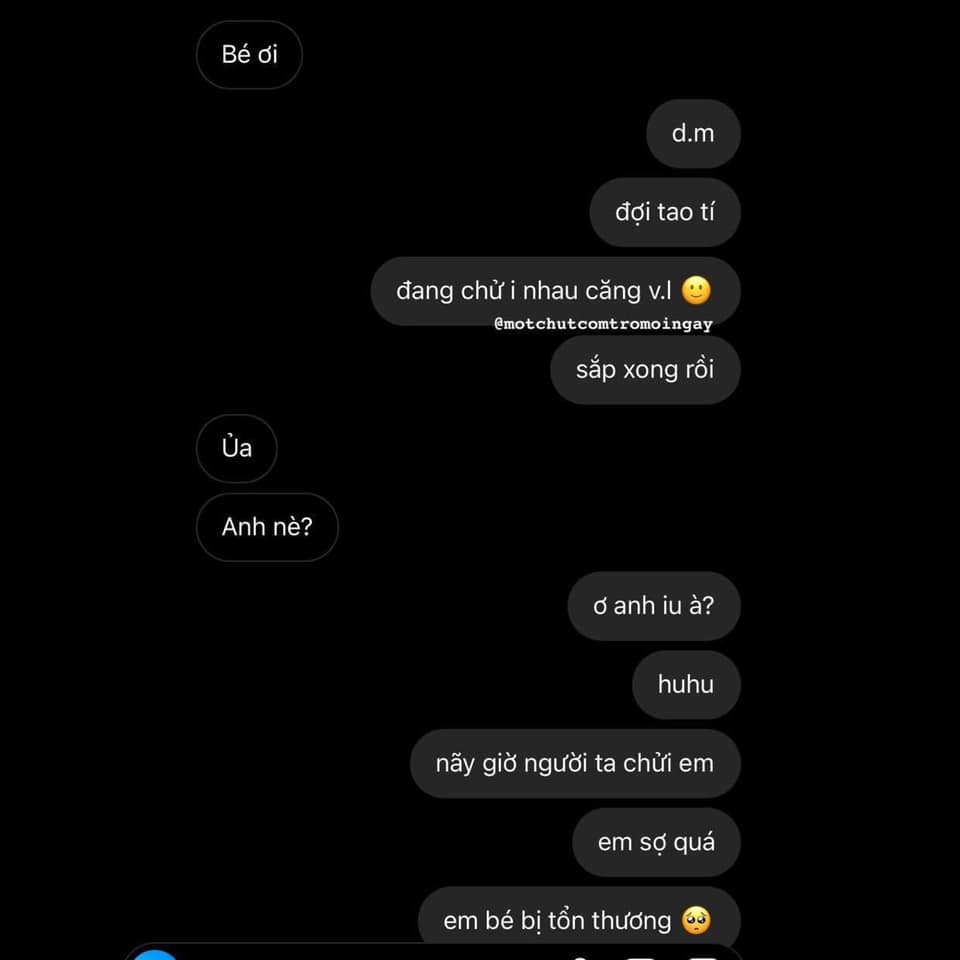 Bé ơi
d.m
đợi tao tí
đang chử i nhau căng v.l 🙂
@motchutcomtromoingay
sắp xong rồi
Ủa
Anh nè?
ơ anh iu à?
huhu
nãy giờ người ta chửi em
em sợ quá
em bé bị tổn thương 🥺